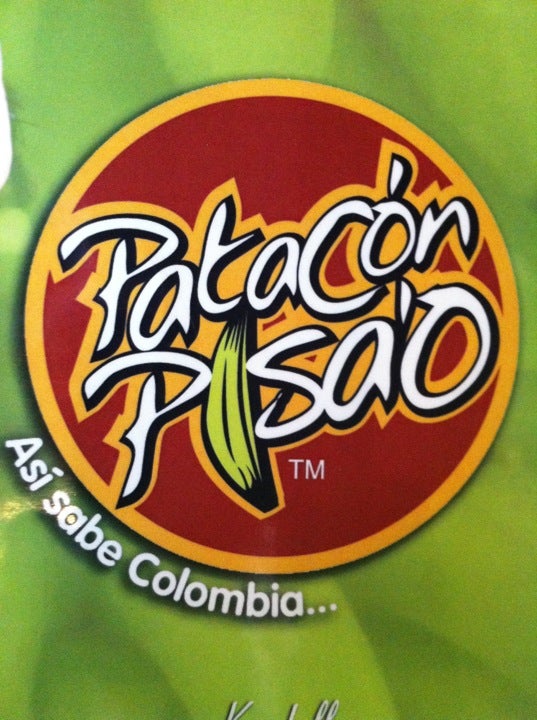 Patacón
Pisa'o
TM
Así sabe Colombia...